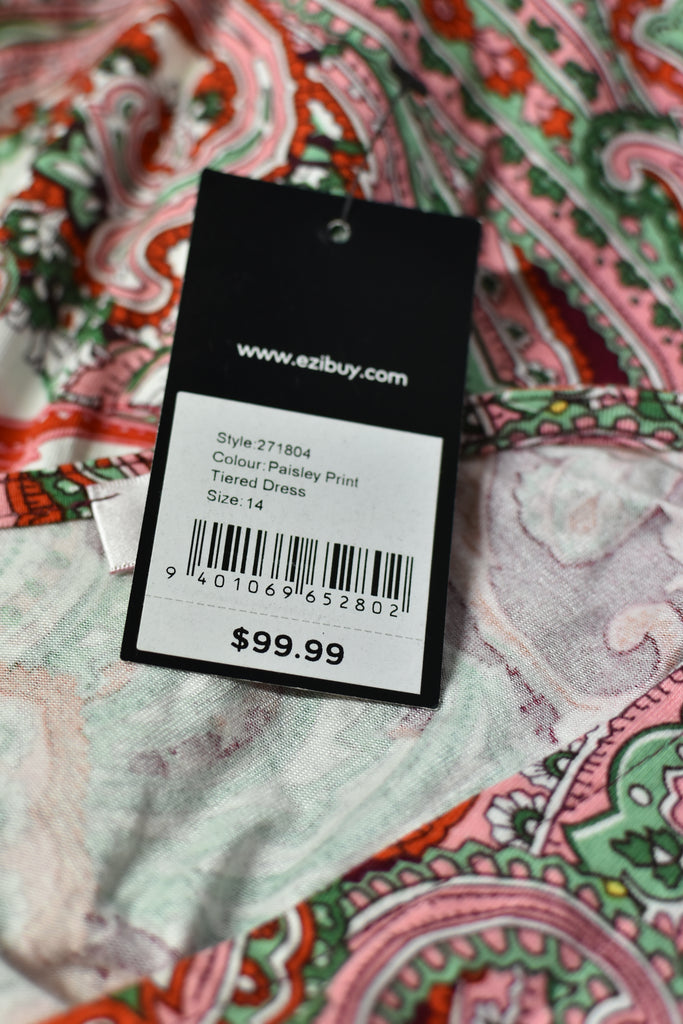 www.ezibuy.com
Style:271804
Colour:Paisley Print
Tiered Dress
Size:14
9 401069 652802
$99.99